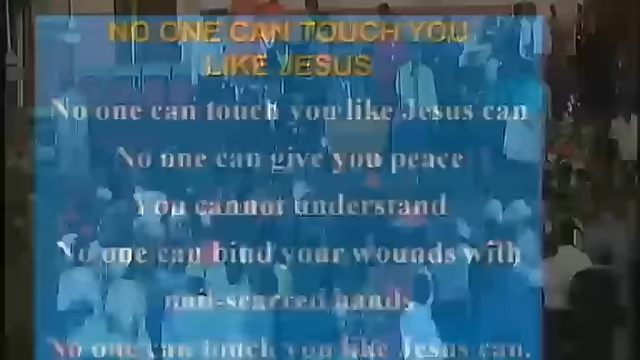 NO ONE CAN TOUCH YOU
LIKE JESUS
No one can touch you like Jesus can
No one can give you peace
You cannot understand
No one can bind your wounds with
nail-scarred hands
No one can touch you like Jesus can.